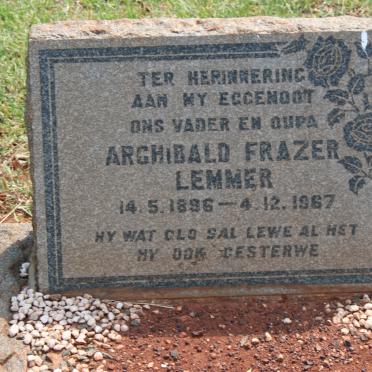 TER HERINNERING
AAN MY EGGENOOT
ONS VADER EN OUPA
ARCHIBALD FRAZER
LEMMER
14.5.1896 — 4.12.1967
HY WAT GLO SAL LEWE AL HET
HY OOK GESTERWE